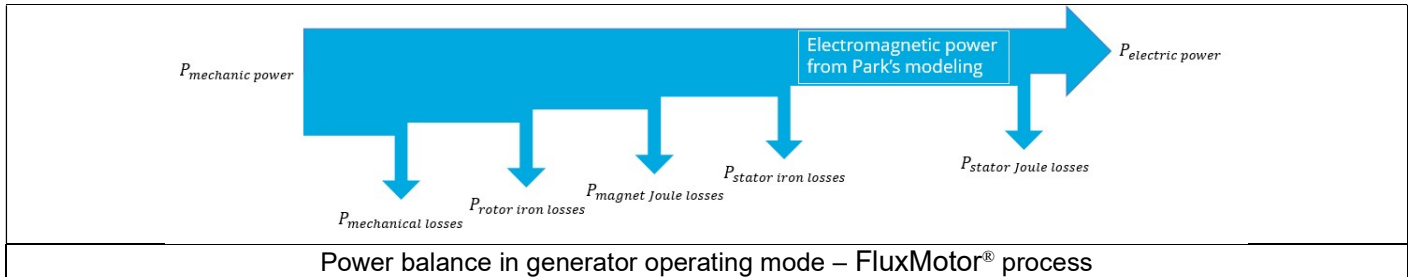 Electromagnetic power
from Park's modeling
P_mechanic power
P_electric power
P_mechanical losses
P_rotor iron losses
P_magnet Joule losses
P_stator iron losses
P_stator Joule losses
Power balance in generator operating mode – FluxMotor® process